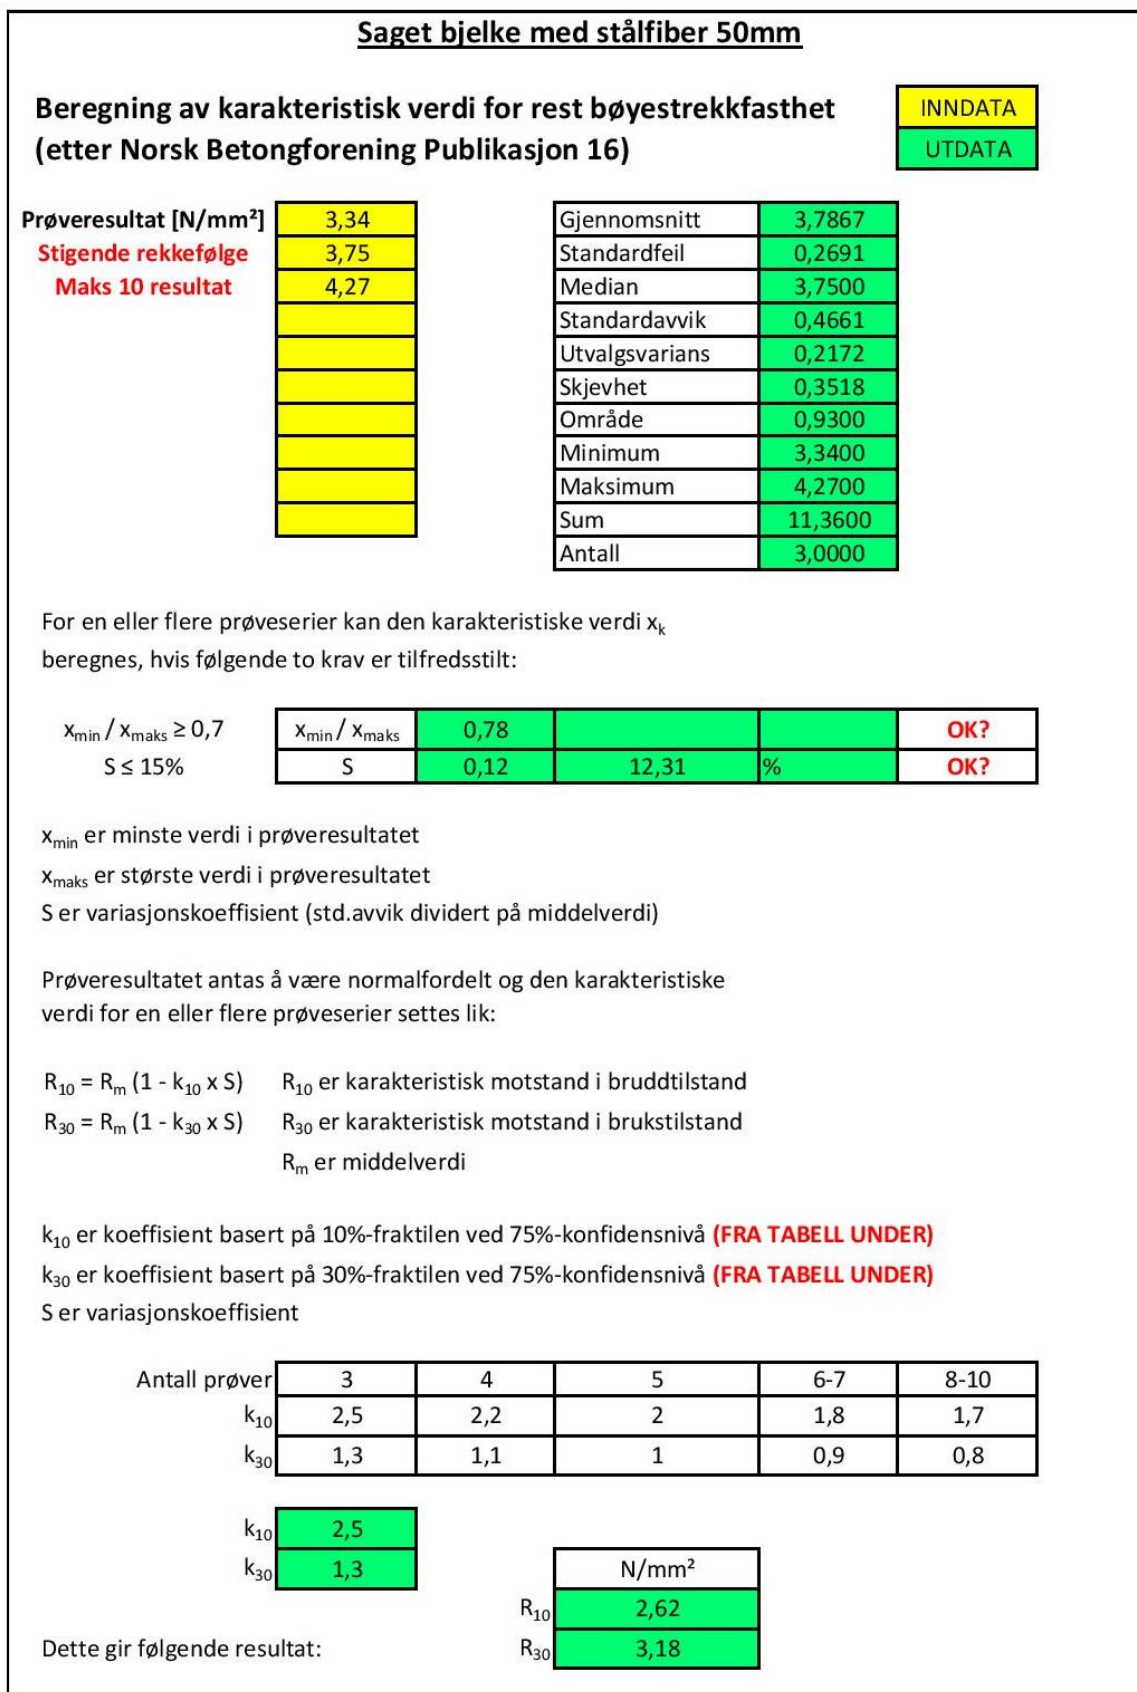 Saget bjelke med stålfiber 50mm
Beregning av karakteristisk verdi for rest bøyestrekkfasthet
(etter Norsk Betongforening Publikasjon 16)
INNDATA
UTDATA
Prøveresultat [N/mm²] 3,34
Stigende rekkefølge 3,75
Maks 10 resultat 4,27
Gjennomsnitt 3,7867
Standardfeil 0,2691
Median 3,7500
Standardavvik 0,4661
Utvalgsvarians 0,2172
Skjevhet 0,3518
Område 0,9300
Minimum 3,3400
Maksimum 4,2700
Sum 11,3600
Antall 3,0000
For en eller flere prøveserier kan den karakteristiske verdi xk
beregnes, hvis følgende to krav er tilfredsstilt:
xmin / xmaks ≥ 0,7 xmin / xmaks 0,78 OK?
S ≤ 15% S 0,12 12,31 % OK?
xmin er minste verdi i prøveresultatet
xmaks er største verdi i prøveresultatet
S er variasjonskoeffisient (std.avvik dividert på middelverdi)
Prøveresultatet antas å være normalfordelt og den karakteristiske
verdi for en eller flere prøveserier settes lik:
R10 = Rm (1 - k10 x S) R10 er karakteristisk motstand i bruddtilstand
R30 = Rm (1 - k30 x S) R30 er karakteristisk motstand i brukstilstand
Rm er middelverdi
k10 er koeffisient basert på 10%-fraktilen ved 75%-konfidensnivå (FRA TABELL UNDER)
k30 er koeffisient basert på 30%-fraktilen ved 75%-konfidensnivå (FRA TABELL UNDER)
S er variasjonskoeffisient
Antall prøver 3 4 5 6-7 8-10
k10 2,5 2,2 2 1,8 1,7
k30 1,3 1,1 1 0,9 0,8
k10 2,5
k30 1,3
N/mm²
R10 2,62
Dette gir følgende resultat: R30 3,18